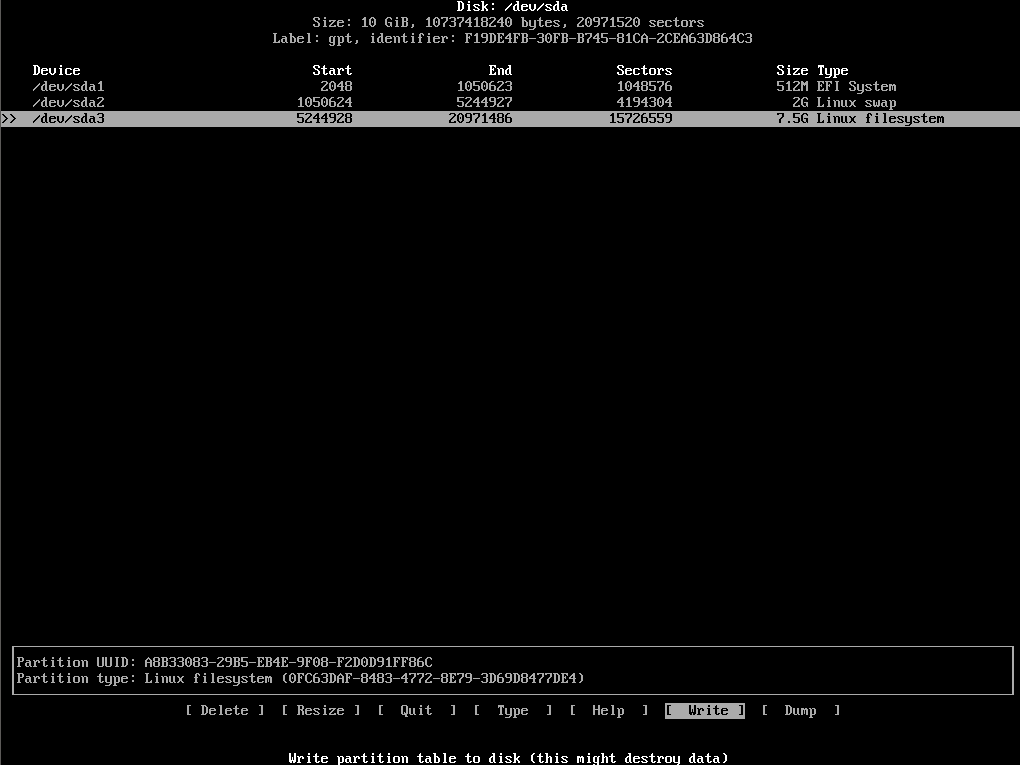 Disk: /dev/sda
Size: 10 GiB, 10737418240 bytes, 20971520 sectors
Label: gpt, identifier: F19DE4FB-30FB-B745-81CA-2CEA63D864C3
Device Start End Sectors Size Type
/dev/sda1 2048 1050623 1048576 512M EFI System
/dev/sda2 1050624 5244927 4194304 2G Linux swap
>> /dev/sda3 5244928 20971486 15726559 7.5G Linux filesystem
Partition UUID: A8B33083-29B5-EB4E-9F08-F2D0D91FF86C
Partition type: Linux filesystem (0FC63DAF-8483-4772-8E79-3D69D8477DE4)
[ Delete ] [ Resize ] [ Quit ] [ Type ] [ Help ] [ Write ] [ Dump ]
Write partition table to disk (this might destroy data)